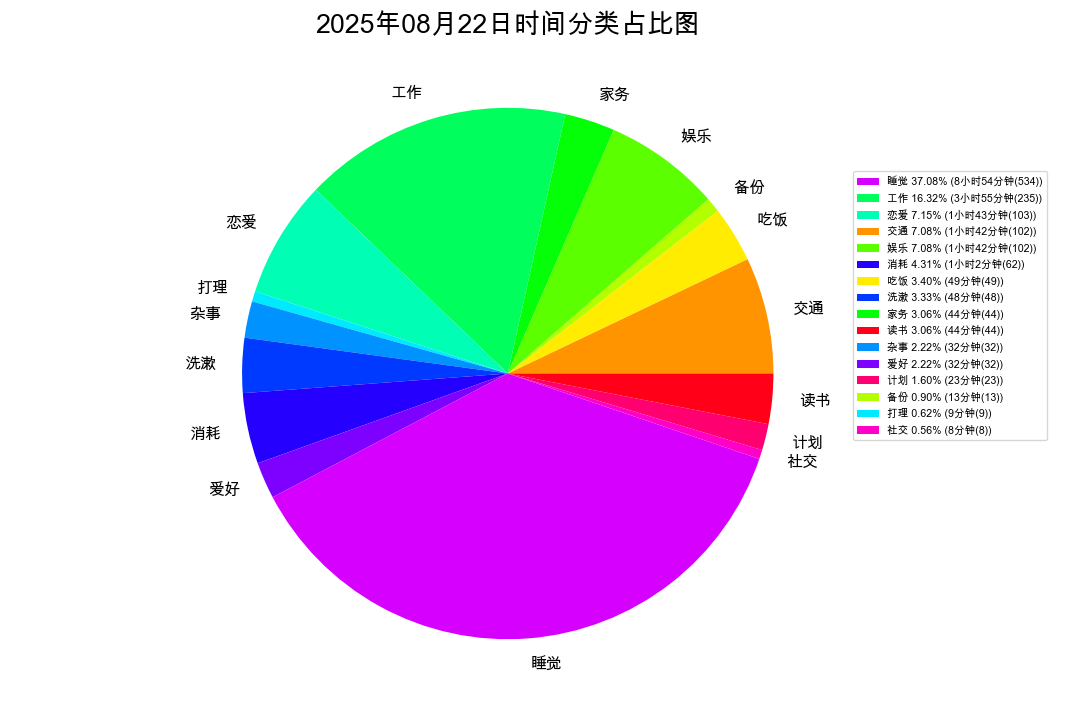 2025年08月22日时间分类占比图
工作
家务
娱乐
备份
吃饭
恋爱
打理
杂事
交通
洗漱
读书
消耗
计划
社交
爱好
睡觉
睡觉 37.08% (8小时54分钟(534))
工作 16.32% (3小时55分钟(235))
恋爱 7.15% (1小时43分钟(103))
交通 7.08% (1小时42分钟(102))
娱乐 7.08% (1小时42分钟(102))
消耗 4.31% (1小时2分钟(62))
吃饭 3.40% (49分钟(49))
洗漱 3.33% (48分钟(48))
家务 3.06% (44分钟(44))
读书 3.06% (44分钟(44))
杂事 2.22% (32分钟(32))
爱好 2.22% (32分钟(32))
计划 1.60% (23分钟(23))
备份 0.90% (13分钟(13))
打理 0.62% (9分钟(9))
社交 0.56% (8分钟(8))